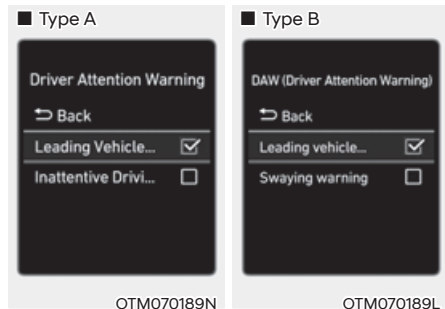 ■ Type A
Driver Attention Warning
Back
Leading Vehicle...
Inattentive Drivi...
OTM070189N
■ Type B
DAW (Driver Attention Warning)
Back
Leading vehicle...
Swaying warning
OTM070189L